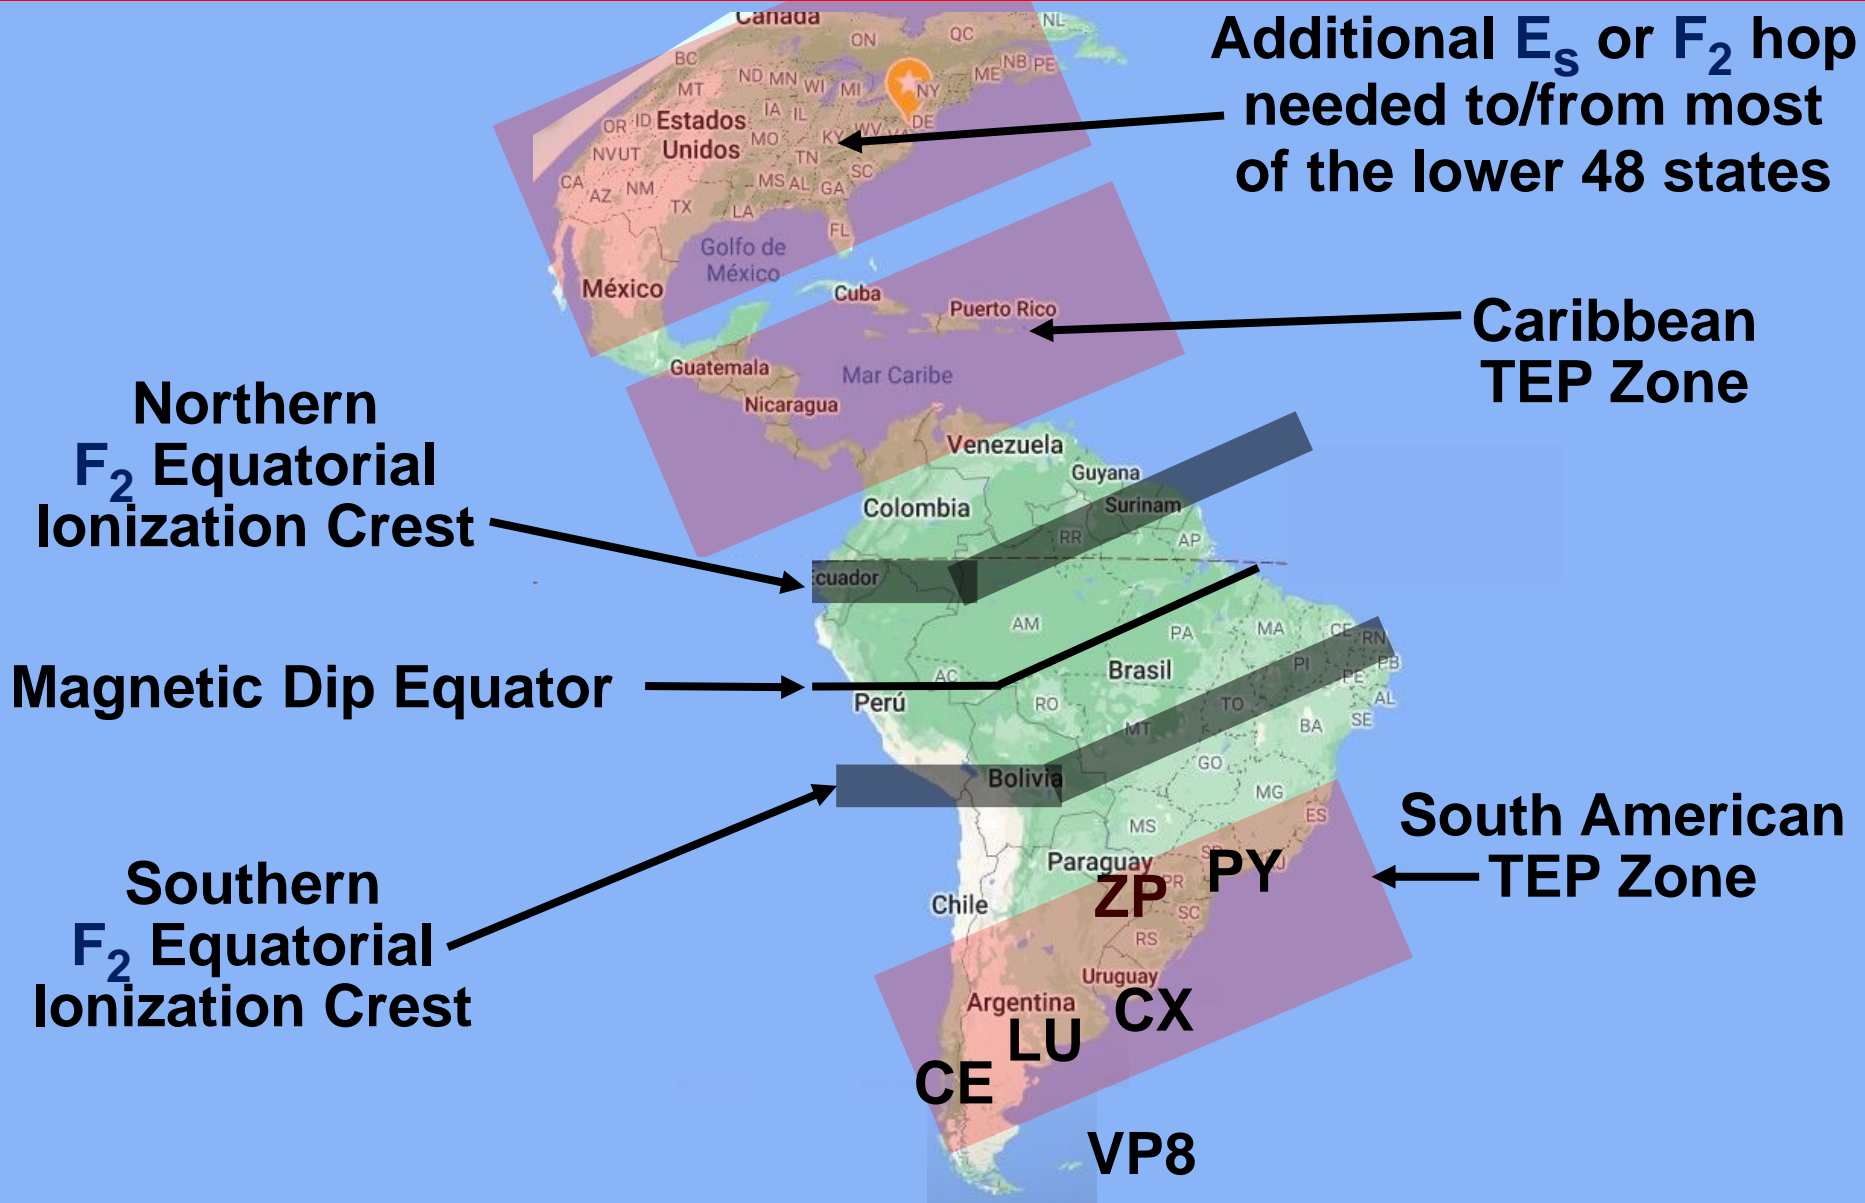 Additional Es or F2 hop
needed to/from most
of the lower 48 states
Caribbean
TEP Zone
Northern
F2 Equatorial
Ionization Crest
Magnetic Dip Equator
Southern
F2 Equatorial
Ionization Crest
South American
TEP Zone
Canada
NL
ON
QC
BC
ND
MN
WI
MI
NY
ME
NB
PE
MT
OR
ID
Estados
Unidos
IA
IL
MO
KY
WV
VA
DE
NV
UT
TN
SC
CA
AZ
NM
MS
AL
GA
TX
LA
FL
Golfo de
México
México
Cuba
Puerto Rico
Guatemala
Mar Caribe
Nicaragua
Venezuela
Guyana
Colombia
Surinam
RR
AP
cuador
AM
PA
MA
CE
RN
PI
PB
PE
AC
Brasil
Perú
RO
TO
AL
MT
BA
SE
Bolivia
GO
MG
MS
ES
Paraguay
PY
ZP
PR
Chile
SC
RS
Uruguay
Argentina
CX
LU
CE
VP8